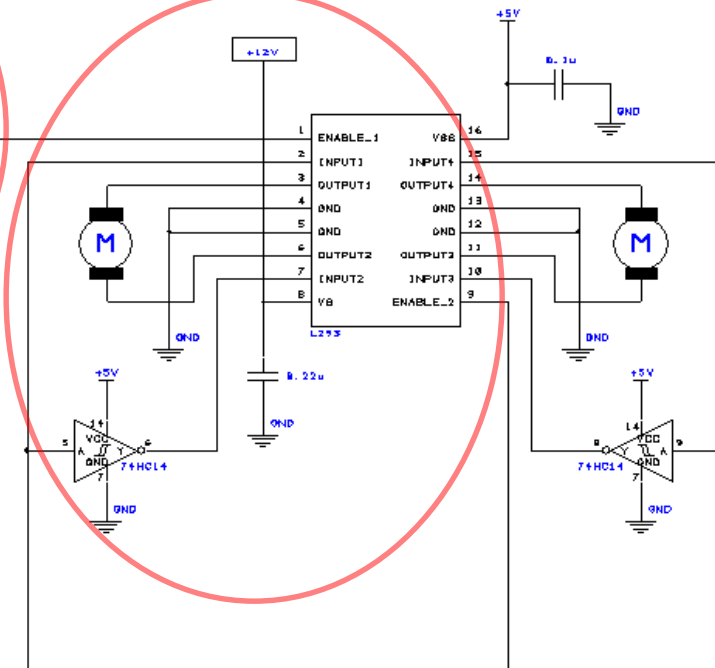 +5V
+12V
0.1u
GND
1
ENABLE_1
VSS
16
2
INPUT1
INPUT4
15
3
OUTPUT1
OUTPUT4
14
4
GND
GND
13
5
GND
GND
12
6
OUTPUT2
OUTPUT3
11
7
INPUT2
INPUT3
10
8
VS
ENABLE_2
9
L293
M
M
GND
GND
+5V
0.22u
+5V
GND
14
VCC
5
A
Y
6
GND
74HC14
7
GND
14
VCC
8
Y
A
9
GND
74HC14
7
GND